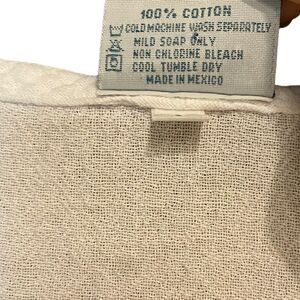 100% COTTON
COLD MACHINE WASH SEPARATELY
MILD SOAP ONLY
NON CHLORINE BLEACH
COOL TUMBLE DRY
MADE IN MEXICO